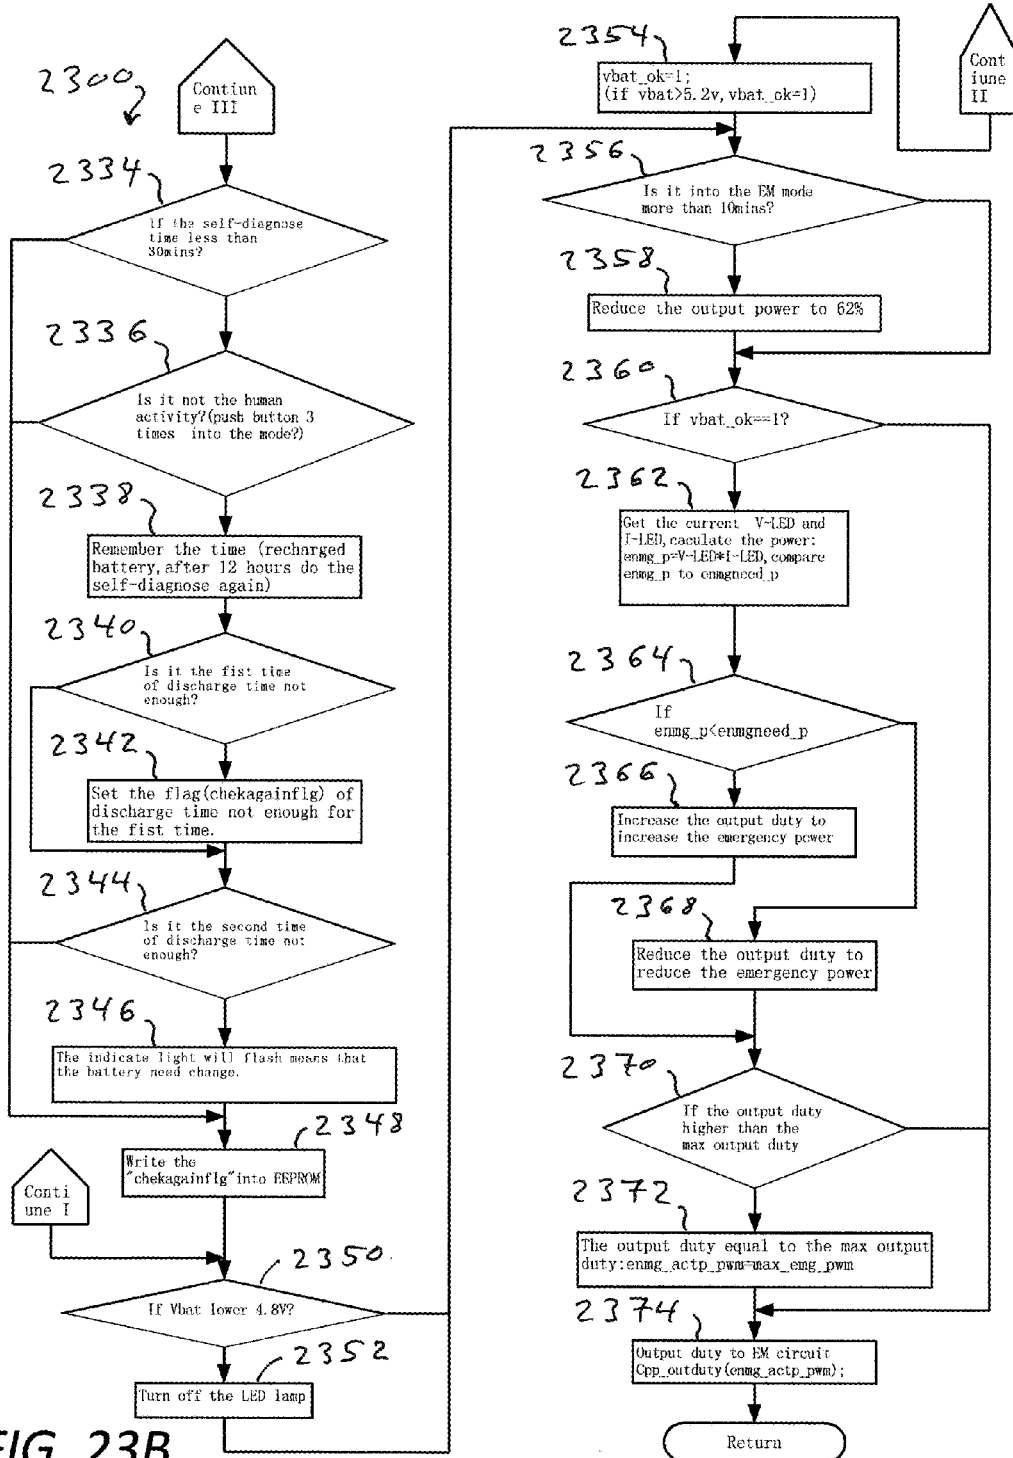 2300
Contiun
e III
2334
If the self-diagnose
time less than
30mins?
2336
Is it not the human
activity?(push button 3
times into the mode?)
2338
Remember the time (recharged
battery,after 12 hours do the
self-diagnose again)
2340
Is it the fist time
of discharge time not
enough?
2342
Set the flag(chekagainflg) of
discharge time not enough for
the fist time.
2344
Is it the second time
of discharge time not
enough?
2346
The indicate light will flash means that
the battery need change.
2348
Write the
"chekagainflg"into EEPROM
Conti
une I
2350
If Vbat lower 4.8V?
2352
Turn off the LED lamp
FIG. 23B
2354
vbat_ok=1;
(if vbat>5.2v,vbat_ok=1)
Cont
iune
II
2356
Is it into the EM mode
more than 10mins?
2358
Reduce the output power to 62%
2360
If vbat_ok==1?
2362
Get the current V-LED and
I-LED,caculate the power:
enmg_p=V-LED*I-LED,compare
enmg_p to enmgneed_p
2364
If
enmg_p<enmgneed_p
2366
Increase the output duty to
increase the emergency power
2368
Reduce the output duty to
reduce the emergency power
2370
If the output duty
higher than the
max output duty
2372
The output duty equal to the max output
duty:enmg_actp_pwm=max_emg_pwm
2374
Output duty to EM circuit
Cpp_outduty(enmg_actp_pwm);
Return